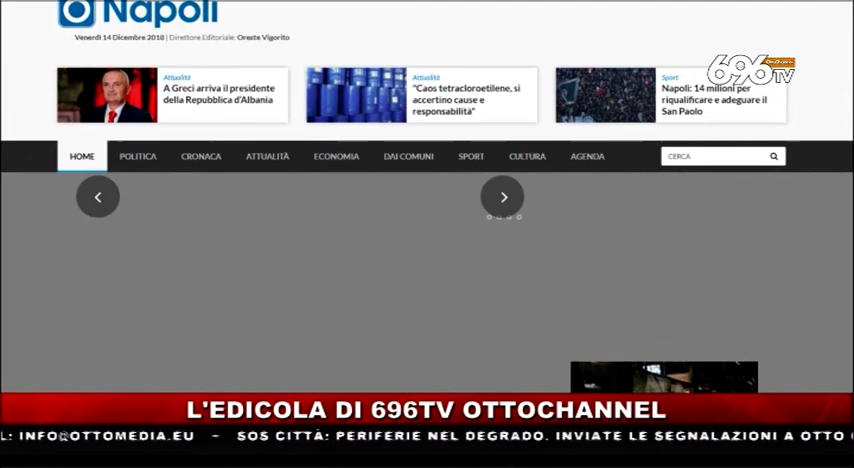 Napoli
Venerdì 14 Dicembre 2018 | Direttore Editoriale: Oreste Vigorito
Attualità
A Greci arriva il presidente
della Repubblica d'Albania
Attualità
"Caos tetracloroetilene, si
accertino cause e
responsabilità"
Sport
Napoli: 14 milioni per
riqualificare e adeguare il
San Paolo
696
TV
HOME POLITICA CRONACA ATTUALITÀ ECONOMIA DAI COMUNI SPORT CULTURA AGENDA CERCA
L'EDICOLA DI 696TV OTTOCHANNEL
L: INFO@OTTOMEDIA.EU - SOS CITTÀ: PERIFERIE NEL DEGRADO. INVIATE LE SEGNALAZIONI A OTTO